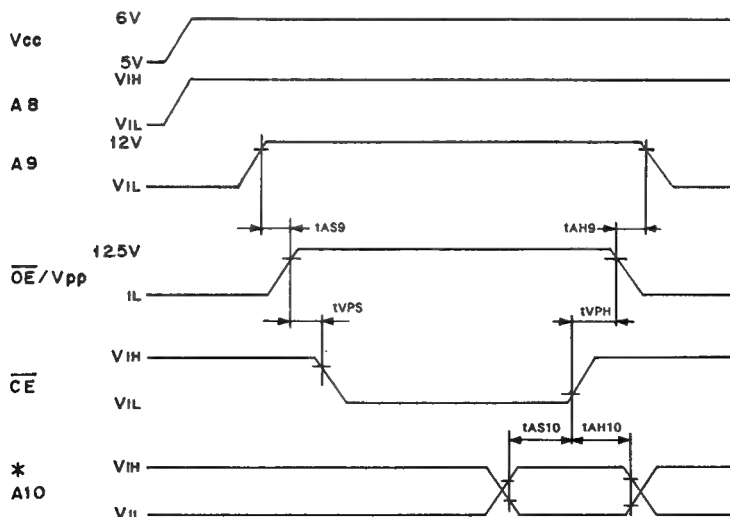 6V
Vcc
5V
VIH
A8
VIL
12V
A9
VIL
tAS9 tAH9
12.5V
OE/Vpp
IL
tVPS tVPH
VIH
CE
VIL
tAS10 tAH10
VIH
*
A10
VIL